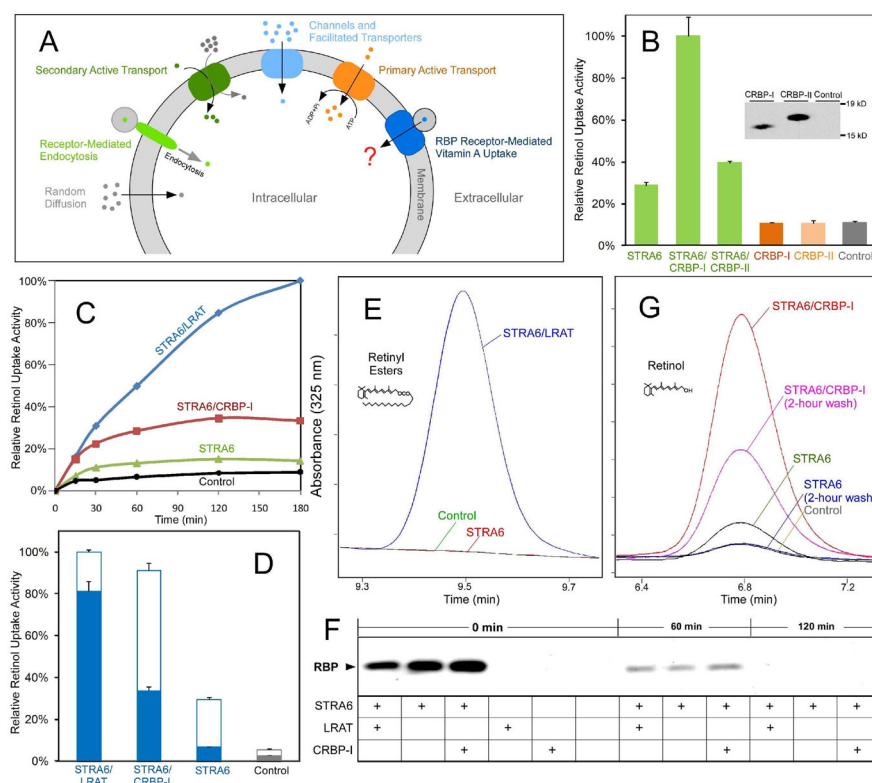 A
Channels and
Facilitated Transporters
Secondary Active Transport
Primary Active Transport
ADP+Pi
ATP
Receptor-Mediated
Endocytosis
Endocytosis
RBP Receptor-Mediated
Vitamin A Uptake
?
Random
Diffusion
Intracellular
Membrane
Extracellular
B
Relative Retinol Uptake Activity
100%
80%
60%
40%
20%
0%
CRBP-I CRBP-II Control
19 kD
15 kD
STRA6
STRA6/
CRBP-I
STRA6/
CRBP-II
CRBP-I
CRBP-II
Control
C
Relative Retinol Uptake Activity
100%
80%
60%
40%
20%
0%
STRA6/LRAT
STRA6/CRBP-I
STRA6
Control
0 30 60 90 120 150 180
Time (min)
D
Relative Retinol Uptake Activity
100%
80%
60%
40%
20%
0%
STRA6/
LRAT
STRA6/
CRBP-I
STRA6
Control
E
Absorbance (325 nm)
Retinyl
Esters
STRA6/LRAT
Control
STRA6
9.3 9.5 9.7
Time (min)
G
Retinol
OH
STRA6/CRBP-I
STRA6/CRBP-I
(2-hour wash)
STRA6
STRA6
(2-hour wash)
Control
6.4 6.8 7.2
Time (min)
F
0 min 60 min 120 min
RBP
STRA6 + + + + + + + +
LRAT + + + +
CRBP-I + + + +